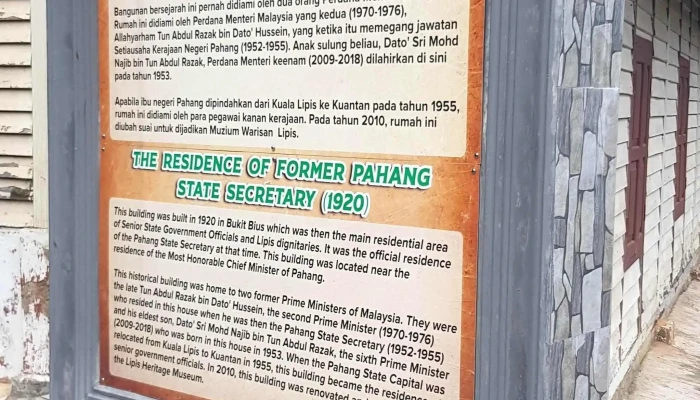 Bangunan bersejarah ini pernah didiami oleh dua orang Perdana
Rumah ini didiami oleh Perdana Menteri Malaysia yang kedua (1970-1976),
Allahyarham Tun Abdul Razak bin Dato' Hussein, yang ketika itu memegang jawatan
Setiausaha Kerajaan Negeri Pahang (1952-1955). Anak sulung beliau, Dato' Sri Mohd
Najib bin Tun Abdul Razak, Perdana Menteri keenam (2009-2018) dilahirkan di sini
pada tahun 1953.
Apabila ibu negeri Pahang dipindahkan dari Kuala Lipis ke Kuantan pada tahun 1955,
rumah ini didiami oleh para pegawai kanan kerajaan. Pada tahun 2010, rumah ini
diubah suai untuk dijadikan Muzium Warisan Lipis.
THE RESIDENCE OF FORMER PAHANG
STATE SECRETARY (1920)
This building was built in 1920 in Bukit Bius which was then the main residential area
of Senior State Government Officials and Lipis dignitaries. It was the official residence
of the Pahang State Secretary at that time. This building was located near the
residence of the Most Honorable Chief Minister of Pahang.
This historical building was home to two former Prime Ministers of Malaysia. They were
the late Tun Abdul Razak bin Dato' Hussein, the second Prime Minister (1970-1976)
who resided in this house when he was then the Pahang State Secretary (1952-1955)
and his eldest son, Dato' Sri Mohd Najib bin Tun Abdul Razak, the sixth Prime Minister
(2009-2018) who was born in this house in 1953. When the Pahang State Capital was
relocated from Kuala Lipis to Kuantan in 1955, this building became the residence
senior government officials. In 2010, this building was renovated
the Lipis Heritage Museum.